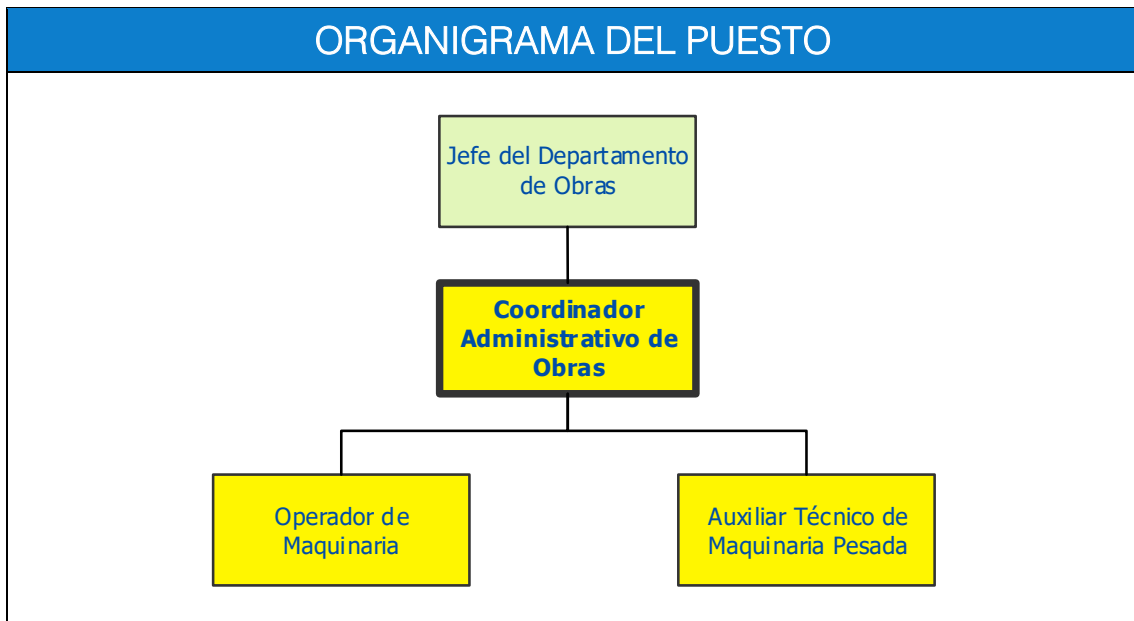 ORGANIGRAMA DEL PUESTO
Jefe del Departamento
de Obras
Coordinador
Administrativo de
Obras
Operador de
Maquinaria
Auxiliar Técnico de
Maquinaria Pesada